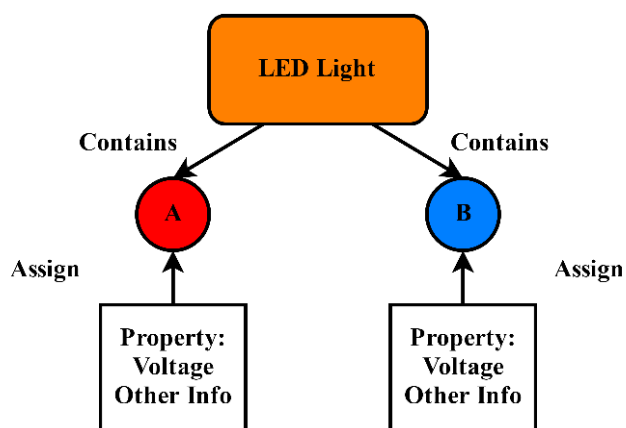 LED Light
Contains
Contains
A
B
Assign
Assign
Property:
Voltage
Other Info
Property:
Voltage
Other Info